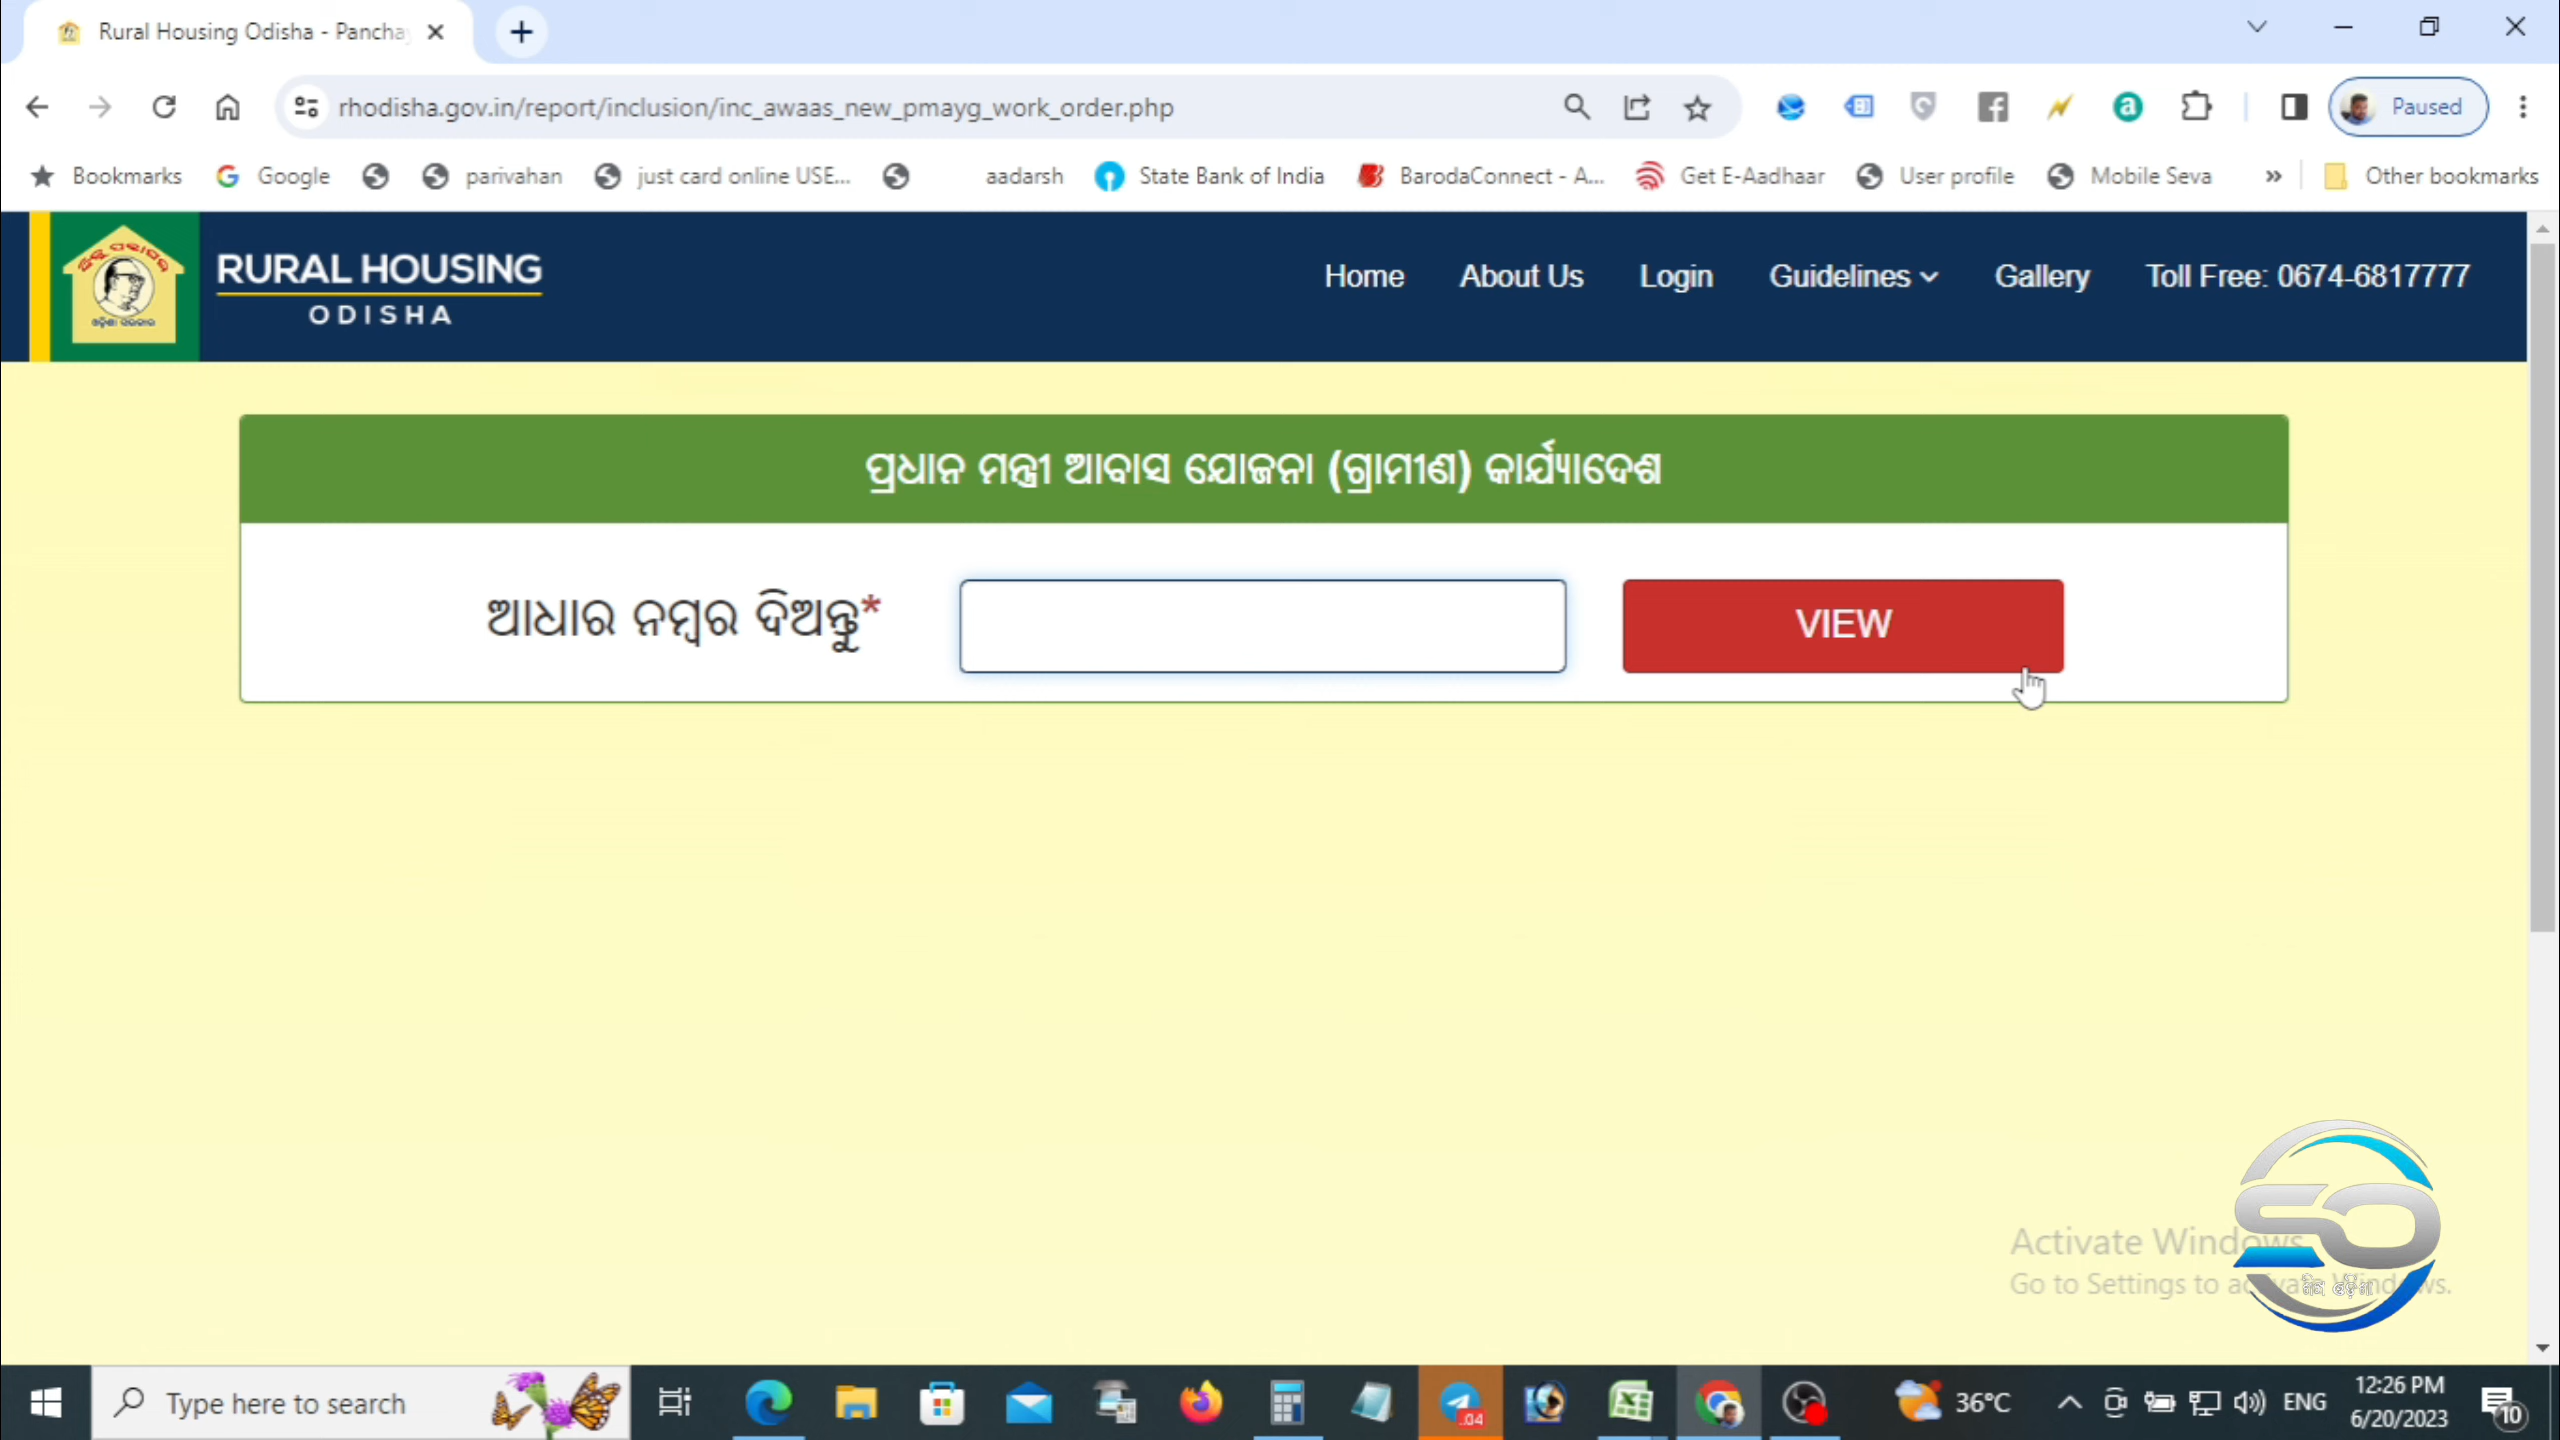 Rural Housing Odisha - Pancha
rhodisha.gov.in/report/inclusion/inc_awaas_new_pmayg_work_order.php
Paused
Bookmarks Google parivahan just card online USE... aadarsh State Bank of India BarodaConnect - A... Get E-Aadhaar User profile Mobile Seva » Other bookmarks
RURAL HOUSING
ODISHA
Home About Us Login Guidelines Gallery Toll Free: 0674-6817777
ପ୍ରଧାନ ମନ୍ତ୍ରୀ ଆବାସ ଯୋଜନା (ଗ୍ରାମୀଣ) କାର୍ଯ୍ୟାଦେଶ
ଆଧାର ନମ୍ବର ଦିଅନ୍ତୁ*
VIEW
Activate Windows
Go to Settings to activate Windows.
SO
Type here to search
.04
36°C
ENG
12:26 PM
6/20/2023
10